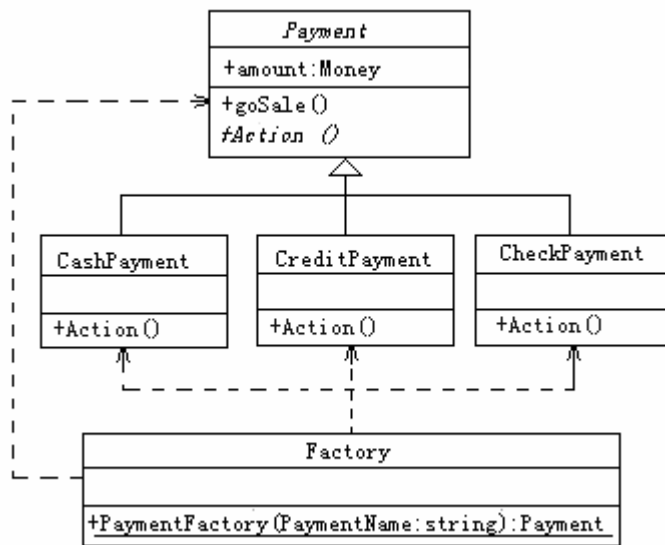 Payment
+amount:Money
+goSale()
#Action ()
CashPayment
+Action()
CreditPayment
+Action()
CheckPayment
+Action()
Factory
+PaymentFactory(PaymentName:string):Payment